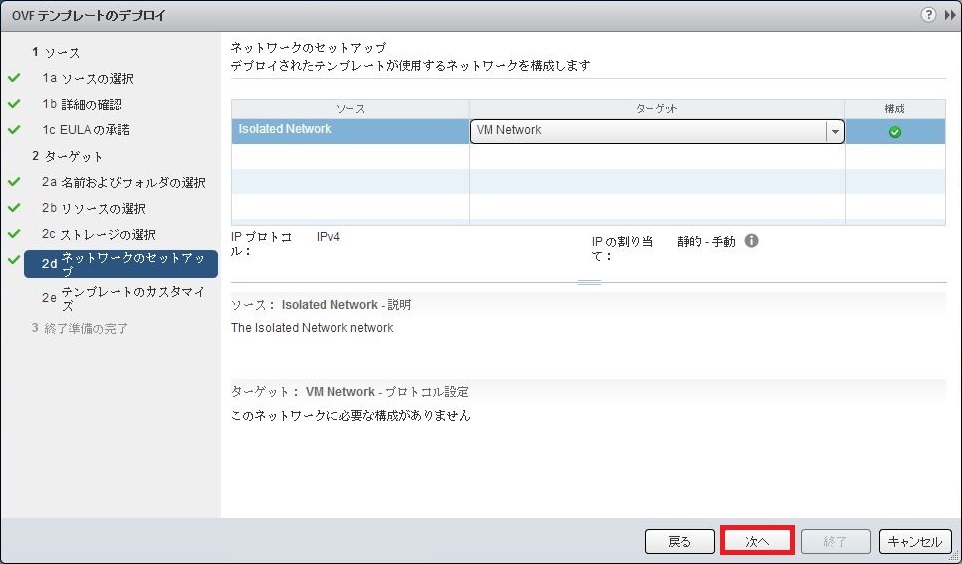 OVF テンプレートのデプロイ
1 ソース
1a ソースの選択
1b 詳細の確認
1c EULA の承諾
2 ターゲット
2a 名前およびフォルダの選択
2b リソースの選択
2c ストレージの選択
2d ネットワークのセットアッ
プ
2e テンプレートのカスタマイ
ズ
3 終了準備の完了
ネットワークのセットアップ
デプロイされたテンプレートが使用するネットワークを構成します
ソース ターゲット 構成
Isolated Network VM Network
IP プロトコ
ル： IPv4
IP の割り当
て： 静的 - 手動
ソース： Isolated Network - 説明
The Isolated Network network
ターゲット： VM Network - プロトコル設定
このネットワークに必要な構成がありません
戻る 次へ 終了 キャンセル